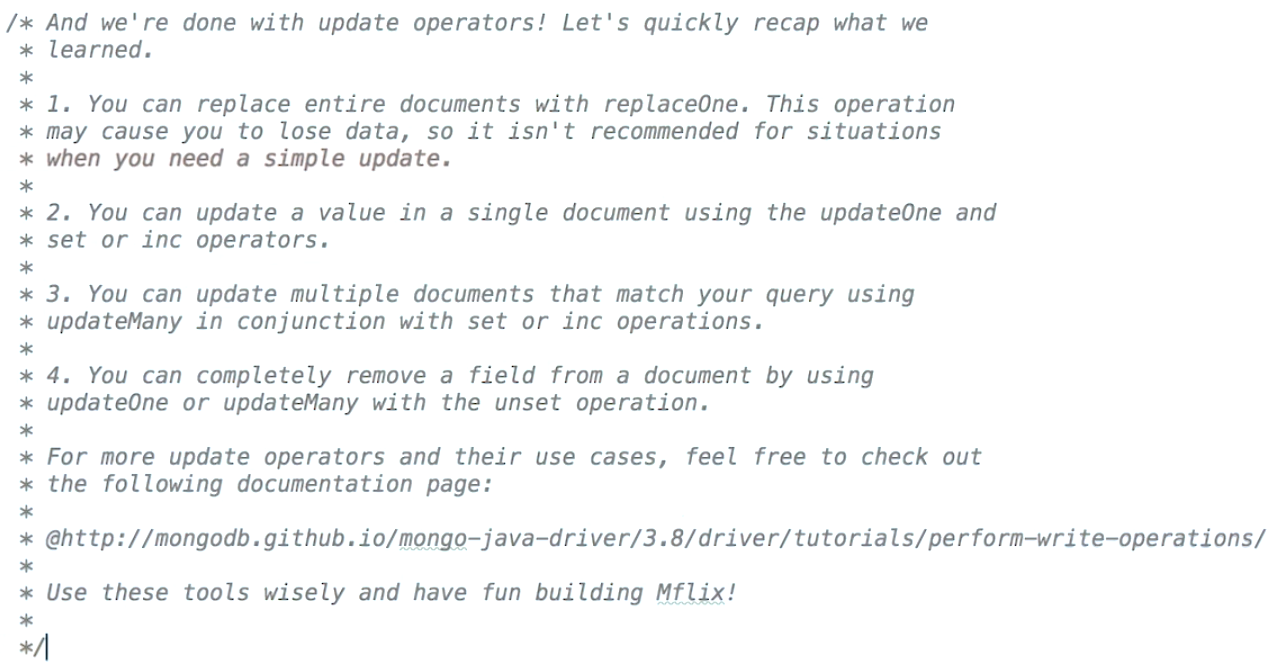 /* And we're done with update operators! Let's quickly recap what we
* learned.
*
* 1. You can replace entire documents with replaceOne. This operation
* may cause you to lose data, so it isn't recommended for situations
* when you need a simple update.
*
* 2. You can update a value in a single document using the updateOne and
* set or inc operators.
*
* 3. You can update multiple documents that match your query using
* updateMany in conjunction with set or inc operations.
*
* 4. You can completely remove a field from a document by using
* updateOne or updateMany with the unset operation.
*
* For more update operators and their use cases, feel free to check out
* the following documentation page:
*
* @http://mongodb.github.io/mongo-java-driver/3.8/driver/tutorials/perform-write-operations/
*
* Use these tools wisely and have fun building Mflix!
*
*/